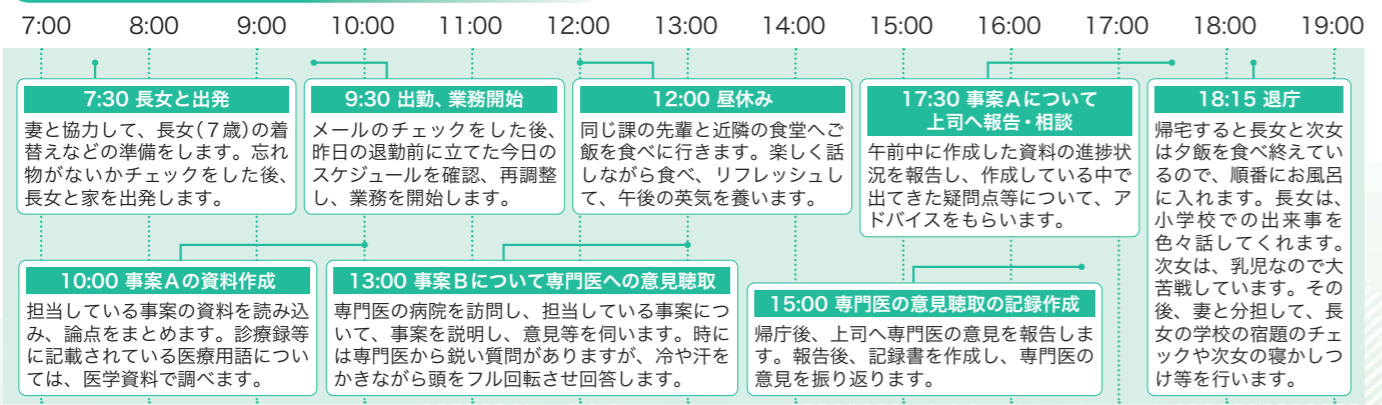 7:00 8:00 9:00 10:00 11:00 12:00 13:00 14:00 15:00 16:00 17:00 18:00 19:00
7:30 長女と出発
妻と協力して、長女(7歳)の着
替えなどの準備をします。忘れ
物がないかチェックをした後、
長女と家を出発します。
9:30 出勤、業務開始
メールのチェックをした後、
昨日の退勤前に立てた今日の
スケジュールを確認、再調整
し、業務を開始します。
12:00 昼休み
同じ課の先輩と近隣の食堂へご
飯を食べに行きます。楽しく話
しながら食べ、リフレッシュし
て、午後の英気を養います。
17:30 事案Aについて
上司へ報告・相談
午前中に作成した資料の進捗状
況を報告し、作成している中で
出てきた疑問点等について、ア
ドバイスをもらいます。
18:15 退庁
帰宅すると長女と次女
は夕飯を食べ終えてい
るので、順番にお風呂
に入れます。長女は、
小学校での出来事を
色々話してくれます。
次女は、乳児なので大
苦戦しています。その
後、妻と分担して、長
女の学校の宿題のチェ
ックや次女の寝かしつ
け等を行います。
10:00 事案Aの資料作成
担当している事案の資料を読み込
み、論点をまとめます。診療録等
に記載されている医療用語につい
ては、医学資料で調べます。
13:00 事案Bについて専門医への意見聴取
専門医の病院を訪問し、担当している事案につ
いて、事案を説明し、意見等を伺います。時に
は専門医から鋭い質問がありますが、冷や汗を
かきながら頭をフル回転させ回答します。
15:00 専門医の意見聴取の記録作成
帰庁後、上司へ専門医の意見を報告しま
す。報告後、記録書を作成し、専門医の
意見を振り返ります。